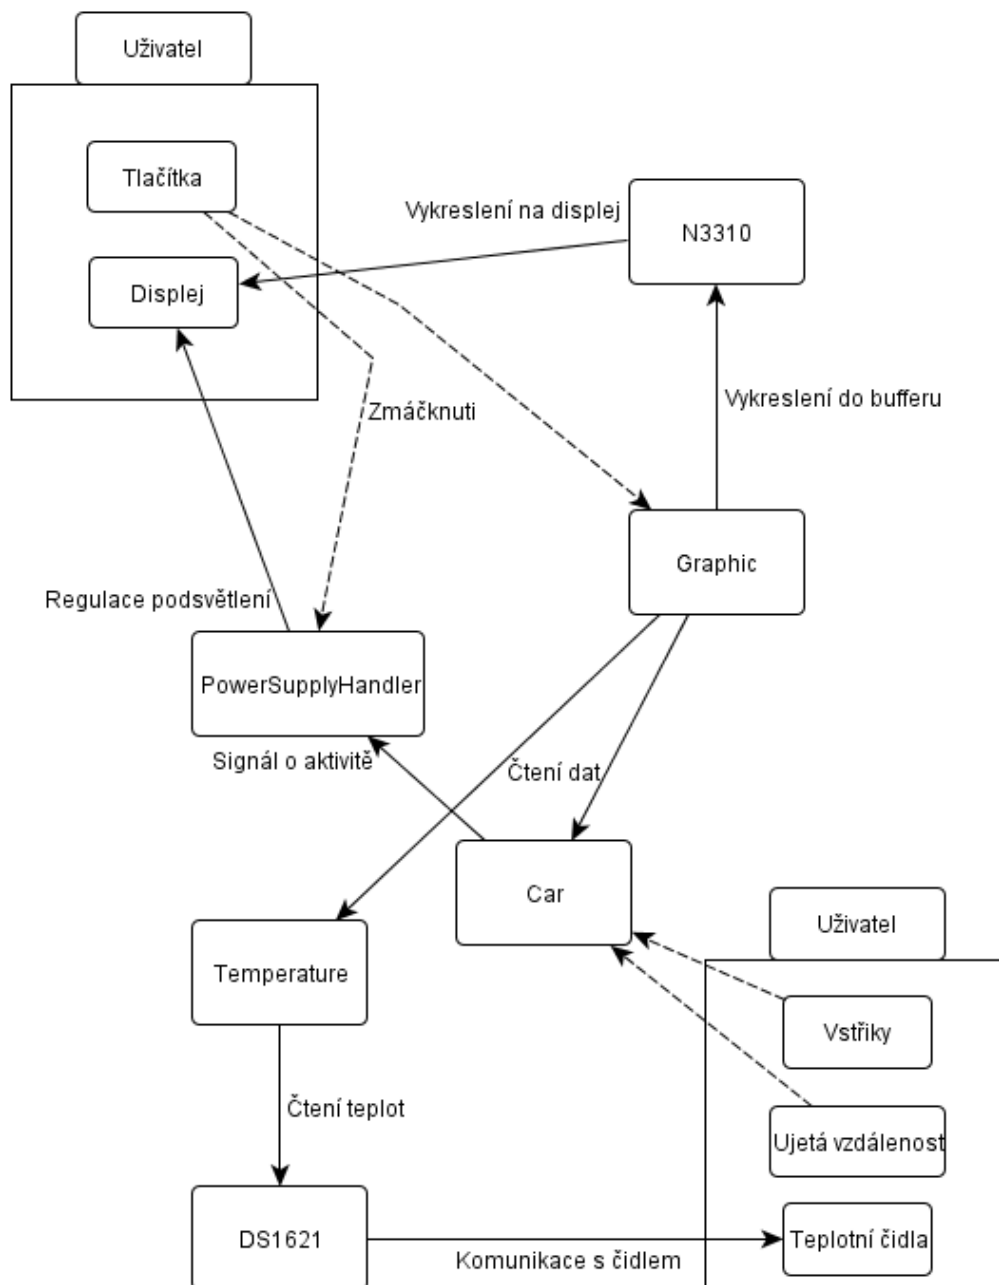 Uživatel
Tlačítka
Vykreslení na displej
N3310
Displej
Vykreslení do bufferu
Zmáčknuti
Graphic
Regulace podsvětlení
PowerSupplyHandler
Signál o aktivitě
Čtení dat
Car
Uživatel
Temperature
Vstřiky
Čtení teplot
Ujetá vzdálenost
DS1621
Teplotní čidla
Komunikace s čidlem